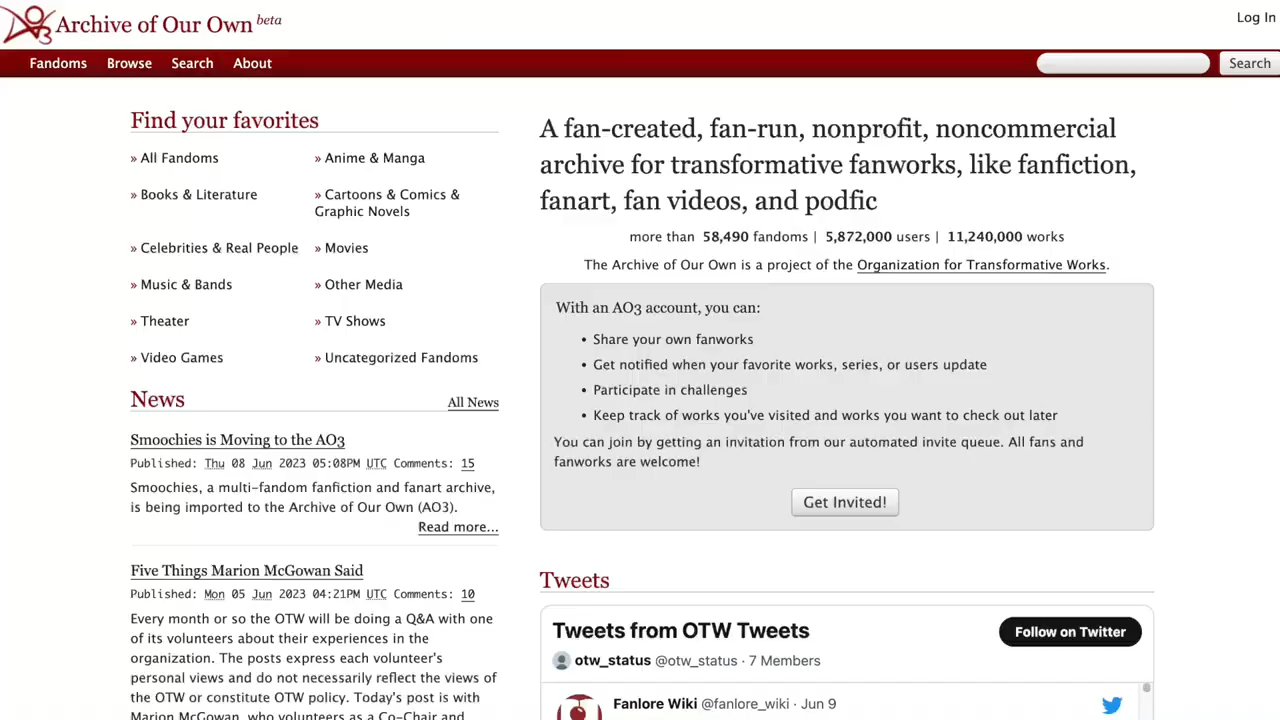 Archive of Our Own beta
Log In
Fandoms Browse Search About
Search
Find your favorites
» All Fandoms
» Anime & Manga
» Books & Literature
» Cartoons & Comics &
Graphic Novels
» Celebrities & Real People
» Movies
» Music & Bands
» Other Media
» Theater
» TV Shows
» Video Games
» Uncategorized Fandoms
News
All News
Smoochies is Moving to the AO3
Published: Thu 08 Jun 2023 05:08PM UTC Comments: 15
Smoochies, a multi-fandom fanfiction and fanart archive,
is being imported to the Archive of Our Own (AO3).
Read more...
Five Things Marion McGowan Said
Published: Mon 05 Jun 2023 04:21PM UTC Comments: 10
Every month or so the OTW will be doing a Q&A with one
of its volunteers about their experiences in the
organization. The posts express each volunteer's
personal views and do not necessarily reflect the views of
the OTW or constitute OTW policy. Today's post is with
Marion McGowan, who volunteers as a Co-Chair and
A fan-created, fan-run, nonprofit, noncommercial
archive for transformative fanworks, like fanfiction,
fanart, fan videos, and podfic
more than 58,490 fandoms | 5,872,000 users | 11,240,000 works
The Archive of Our Own is a project of the Organization for Transformative Works.
With an AO3 account, you can:
• Share your own fanworks
• Get notified when your favorite works, series, or users update
• Participate in challenges
• Keep track of works you've visited and works you want to check out later
You can join by getting an invitation from our automated invite queue. All fans and
fanworks are welcome!
Get Invited!
Tweets
Tweets from OTW Tweets
Follow on Twitter
otw_status @otw_status · 7 Members
Fanlore Wiki @fanlore_wiki · Jun 9